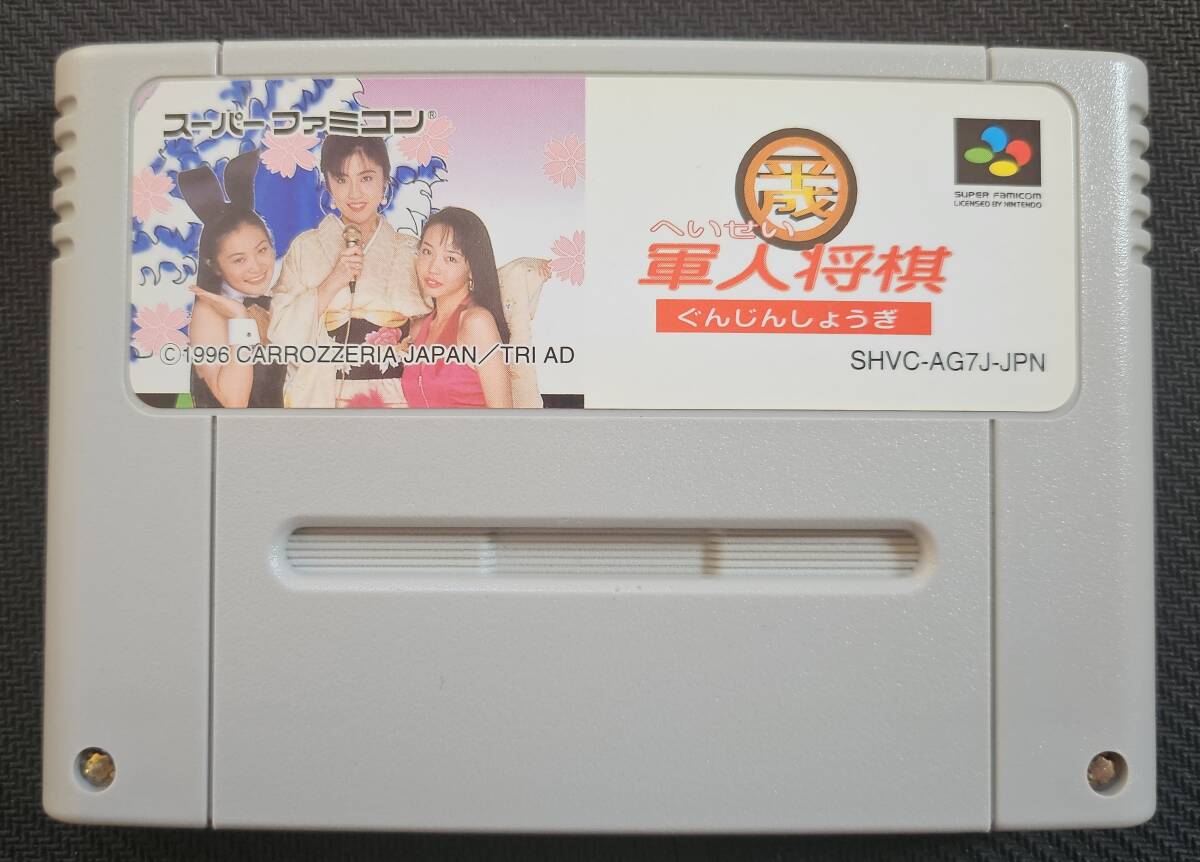 スーパーファミコン®
©1996 CARROZZERIA JAPAN／TRI AD
平成
へいせい
軍人将棋
ぐんじんしょうぎ
SUPER FAMICOM
LICENSED BY NINTENDO
SHVC-AG7J-JPN